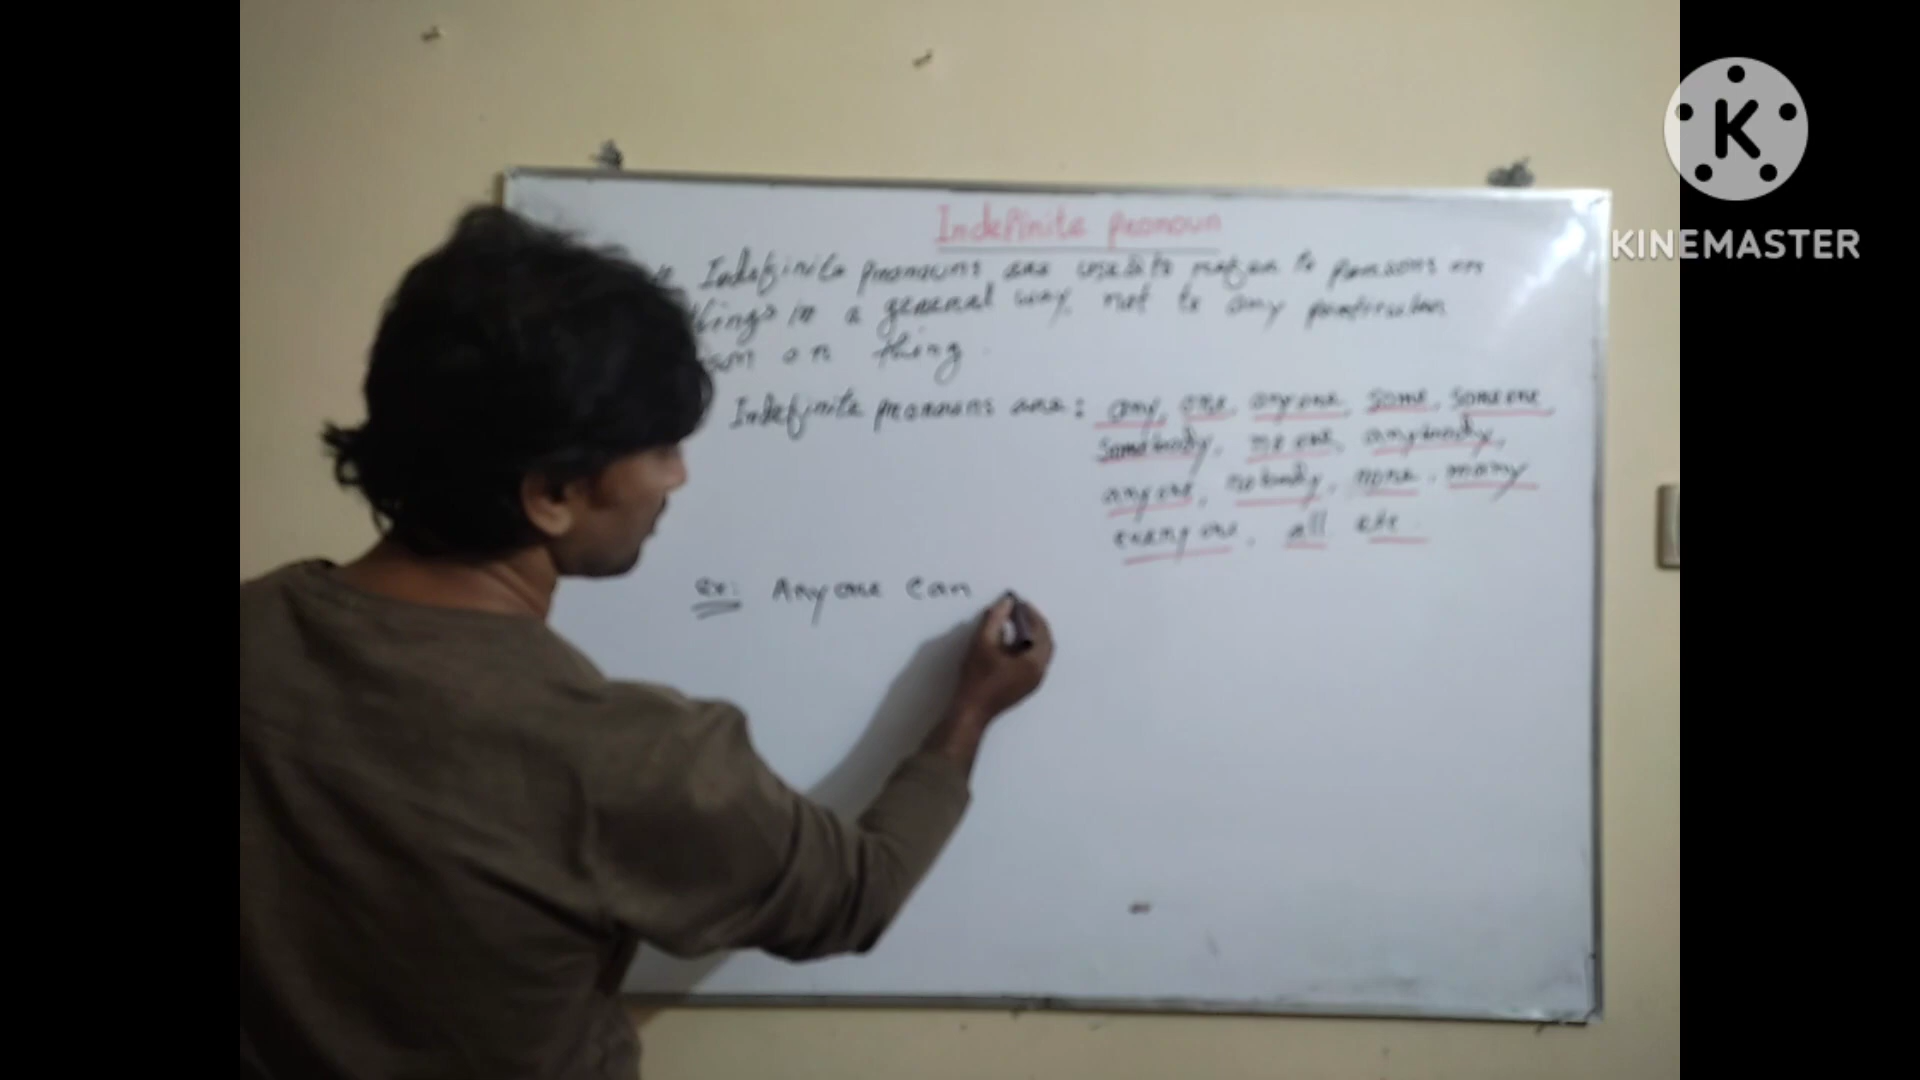 Indefinite pronoun
Indefinite pronouns are used to refer to persons or
things in a general way, not to any particular
or thing.
Indefinite pronouns are: any, one, anyone, some, someone
Somebody, no one, anybody,
anyone, nobody, none, many
every one, all etc
Ex: Anyone can
K
KINEMASTER